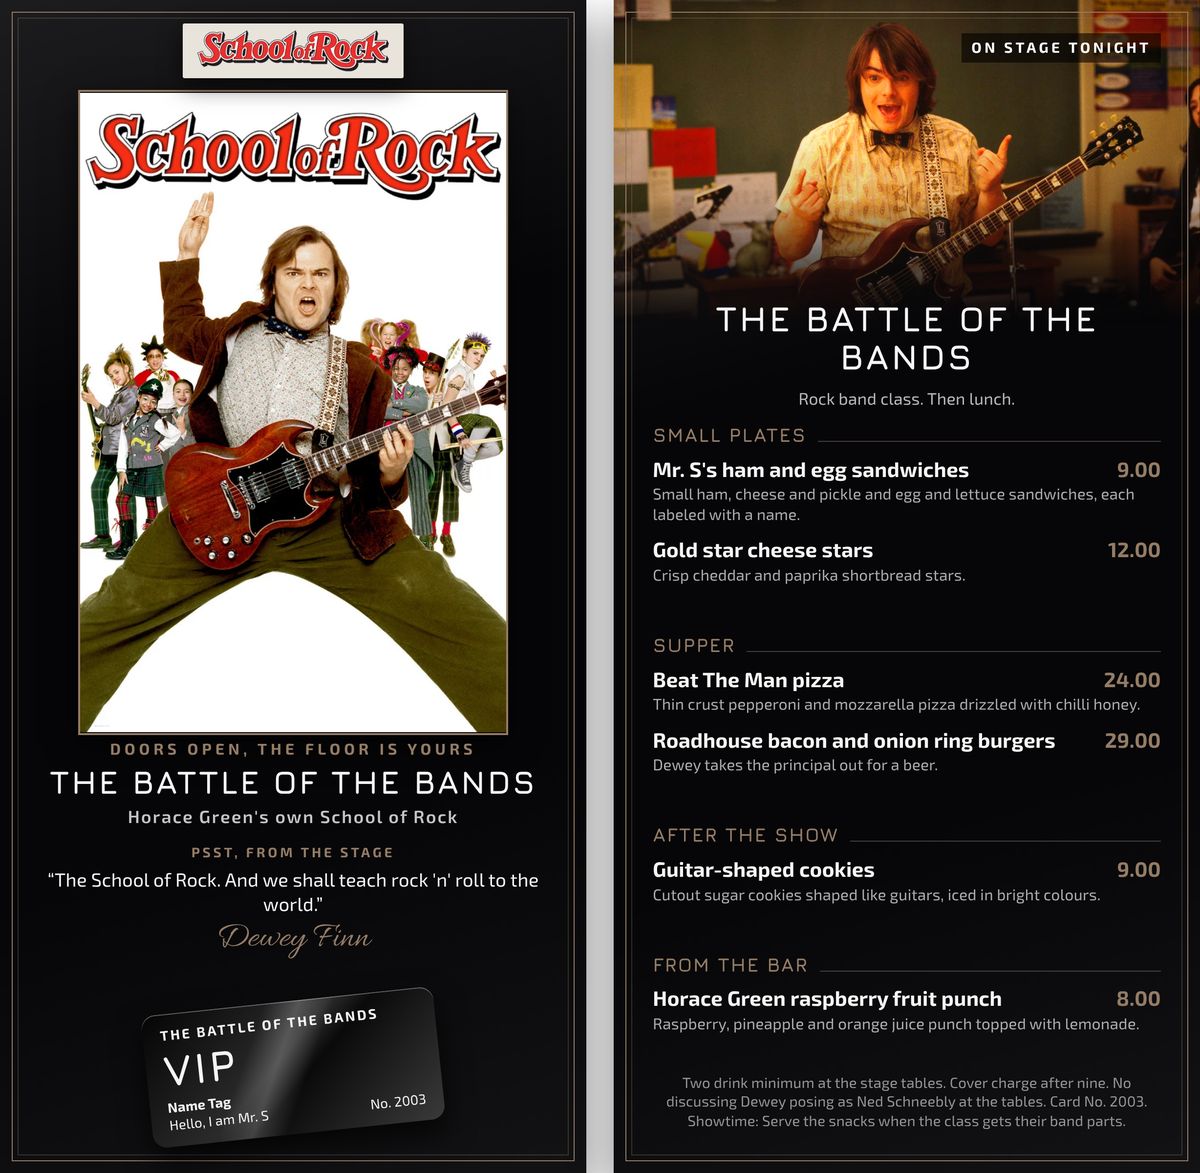 School of Rock
School of Rock
DOORS OPEN, THE FLOOR IS YOURS
THE BATTLE OF THE BANDS
Horace Green's own School of Rock
PSST, FROM THE STAGE
“The School of Rock. And we shall teach rock 'n' roll to the
world.”
Dewey Finn
THE BATTLE OF THE BANDS
VIP
Name Tag
Hello, I am Mr. S
No. 2003
ON STAGE TONIGHT
THE BATTLE OF THE
BANDS
Rock band class. Then lunch.
SMALL PLATES
Mr. S's ham and egg sandwiches 9.00
Small ham, cheese and pickle and egg and lettuce sandwiches, each
labeled with a name.
Gold star cheese stars 12.00
Crisp cheddar and paprika shortbread stars.
SUPPER
Beat The Man pizza 24.00
Thin crust pepperoni and mozzarella pizza drizzled with chilli honey.
Roadhouse bacon and onion ring burgers 29.00
Dewey takes the principal out for a beer.
AFTER THE SHOW
Guitar-shaped cookies 9.00
Cutout sugar cookies shaped like guitars, iced in bright colours.
FROM THE BAR
Horace Green raspberry fruit punch 8.00
Raspberry, pineapple and orange juice punch topped with lemonade.
Two drink minimum at the stage tables. Cover charge after nine. No
discussing Dewey posing as Ned Schneebly at the tables. Card No. 2003.
Showtime: Serve the snacks when the class gets their band parts.